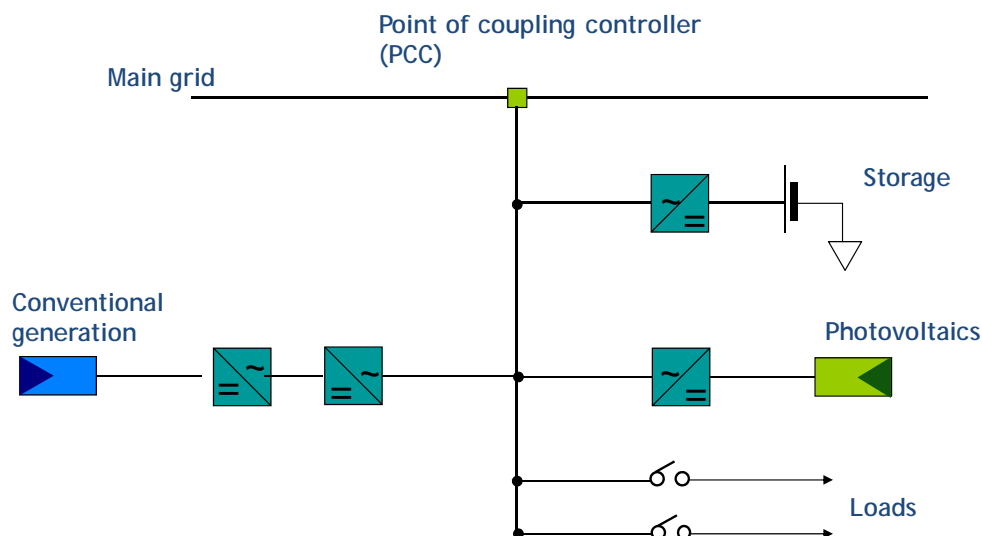 Point of coupling controller
(PCC)
Main grid
Storage
Conventional
generation
Photovoltaics
Loads